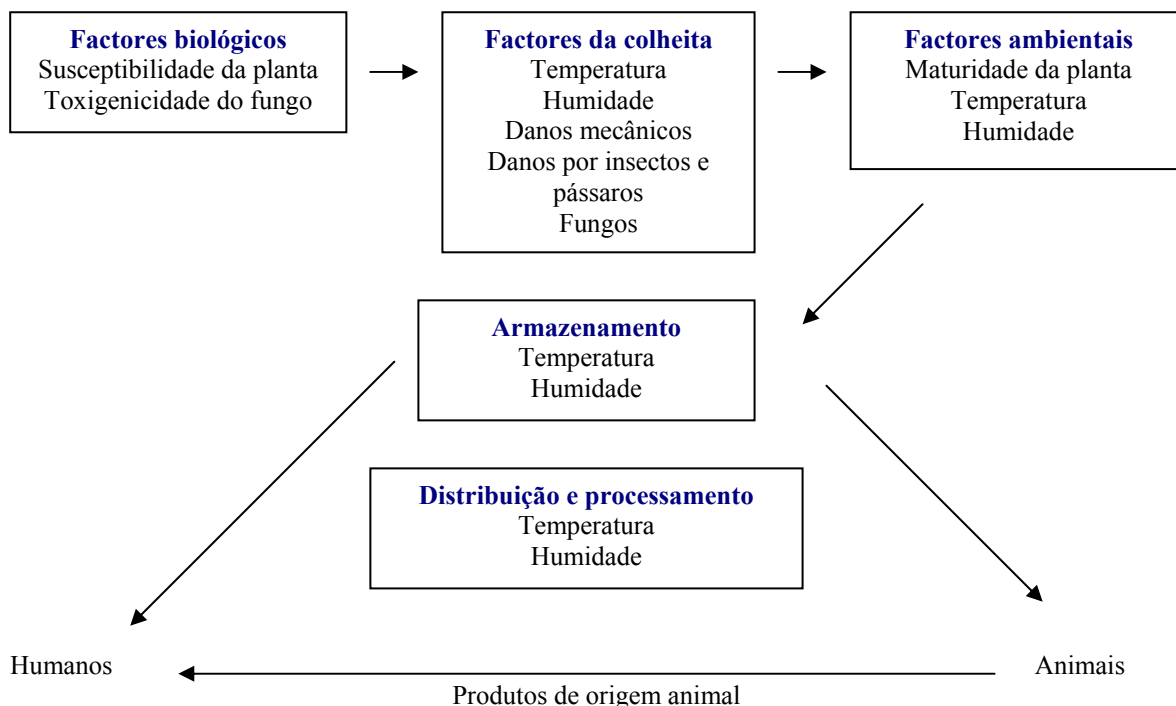 Factores biológicos
Susceptibilidade da planta
Toxigenicidade do fungo
Factores da colheita
Temperatura
Humidade
Danos mecânicos
Danos por insectos e
pássaros
Fungos
Factores ambientais
Maturidade da planta
Temperatura
Humidade
Armazenamento
Temperatura
Humidade
Distribuição e processamento
Temperatura
Humidade
Humanos
Animais
Produtos de origem animal